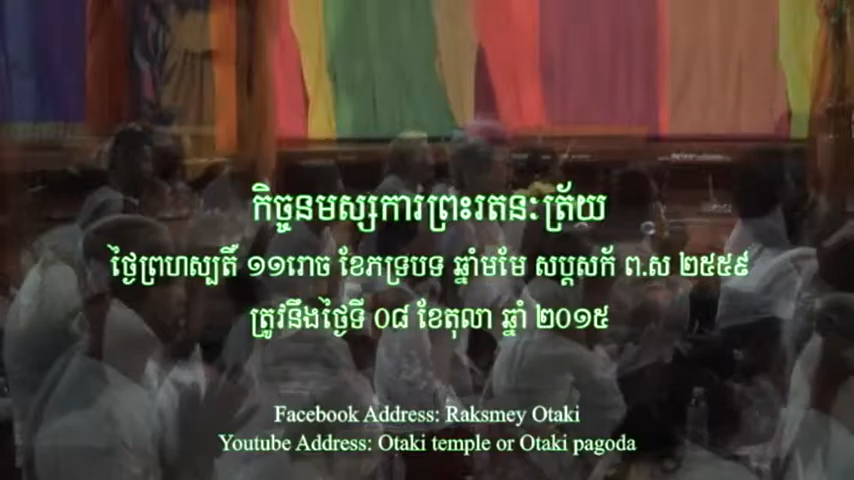 កិច្ចនមស្សការព្រះរតនៈត្រ័យ
ថ្ងៃព្រហស្បតិ៍ ១១រោច ខែភទ្របទ ឆ្នាំមមែ សប្តសក័ ព.ស ២៥៥៩
ត្រូវនឹងថ្ងៃទី ០៨ ខែតុលា ឆ្នាំ ២០១៥
Facebook Address: Raksmey Otaki
Youtube Address: Otaki temple or Otaki pagoda